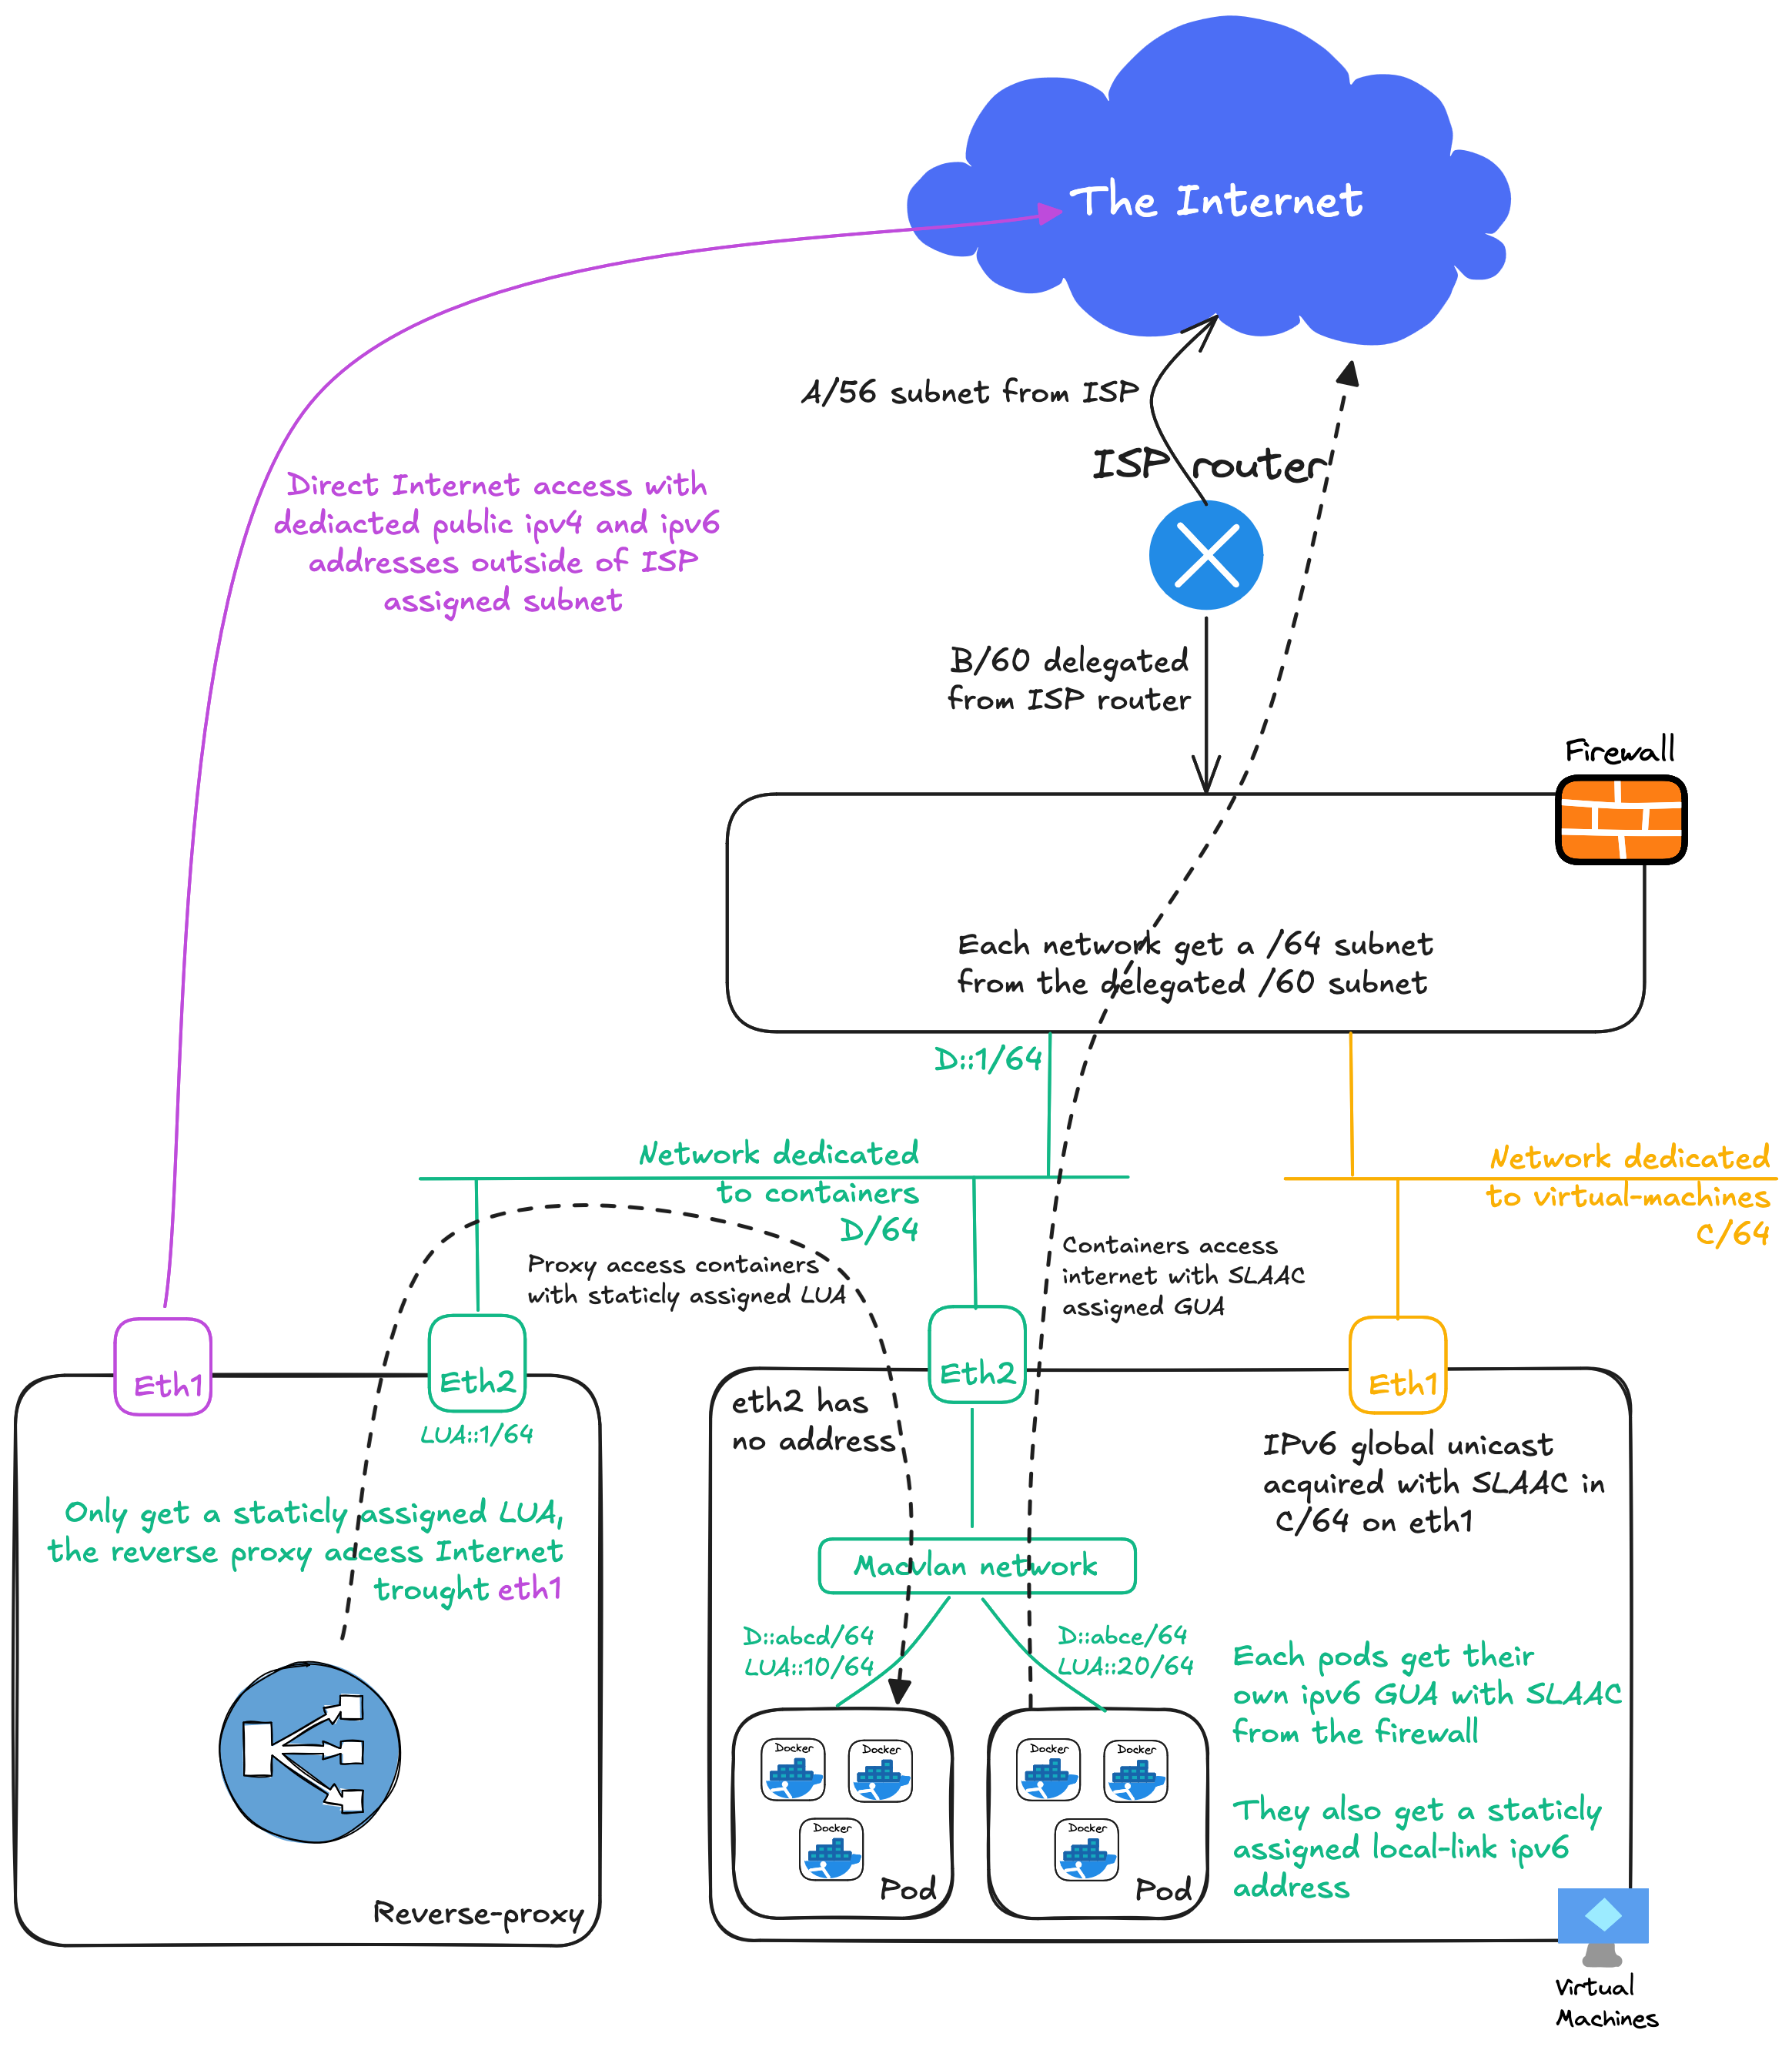 The Internet
A/56 subnet from ISP
ISP router
Direct Internet access with
dediacted public ipv4 and ipv6
addresses outside of ISP
assigned subnet
B/60 delegated
from ISP router
Firewall
Each network get a /64 subnet
from the delegated /60 subnet
D::1/64
Network dedicated
to containers
D/64
Network dedicated
to virtual-machines
C/64
Proxy access containers
with staticly assigned LUA
Containers access
internet with SLAAC
assigned GUA
Eth1
Eth2
Eth2
Eth1
LUA::1/64
eth2 has
no address
IPv6 global unicast
acquired with SLAAC in
C/64 on eth1
Only get a staticly assigned LUA,
the reverse proxy access Internet
trought eth1
Macvlan network
D::abcd/64
LUA::10/64
D::abce/64
LUA::20/64
Each pods get their
own ipv6 GUA with SLAAC
from the firewall
They also get a staticly
assigned local-link ipv6
address
Docker
Docker
Docker
Pod
Docker
Docker
Docker
Pod
Reverse-proxy
Virtual
Machines